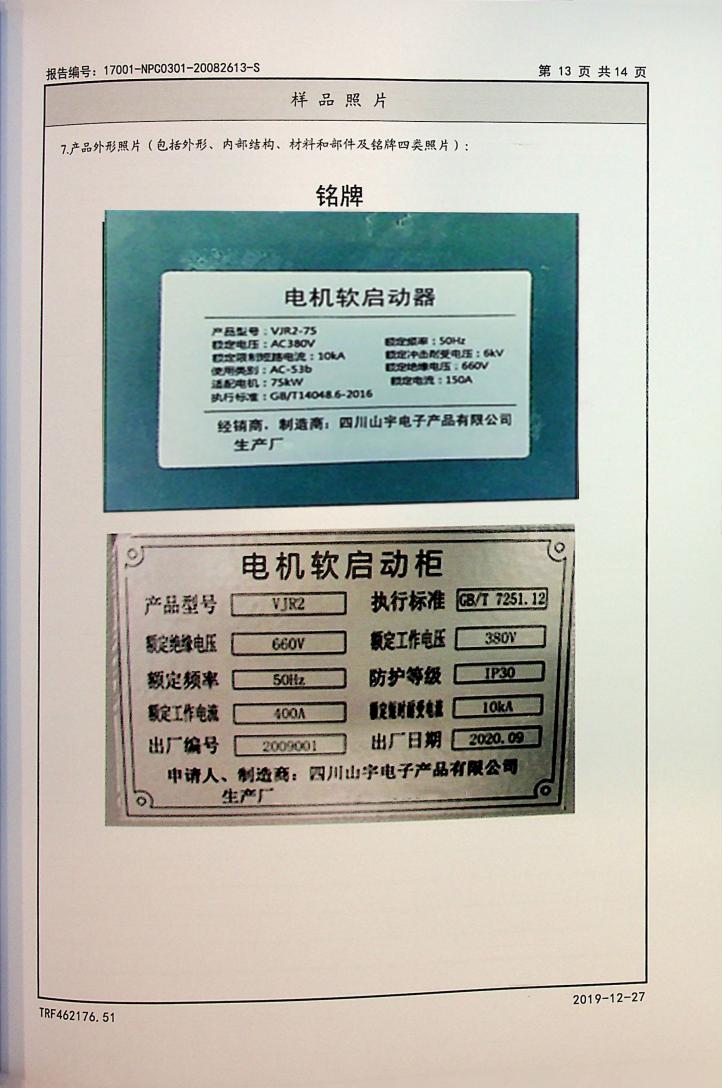 报告编号：17001-NPC0301-20082613-S 第 13 页 共14 页
样 品 照 片
7.产品外形照片（包括外形、内部结构、材料和部件及铭牌四类照片）：
铭牌
电机软启动器
产品型号：VJR2-75
额定电压：AC380V 额定频率：50Hz
额定限制短路电流：10kA 额定冲击耐受电压：6kV
使用类别：AC-53b 额定绝缘电压：660V
适配电机：75kW 额定电流：150A
执行标准：GB/T14048.6-2016
经销商、制造商：四川山宇电子产品有限公司
生产厂
电机软启动柜
产品型号 VJR2 执行标准 GB/T 7251.12
额定绝缘电压 660V 额定工作电压 380V
额定频率 50Hz 防护等级 IP30
额定工作电流 400A 额定短时耐受电流 10kA
出厂编号 2009001 出厂日期 2020.09
申请人、制造商：四川山宇电子产品有限公司
生产厂
TRF462176.51 2019-12-27